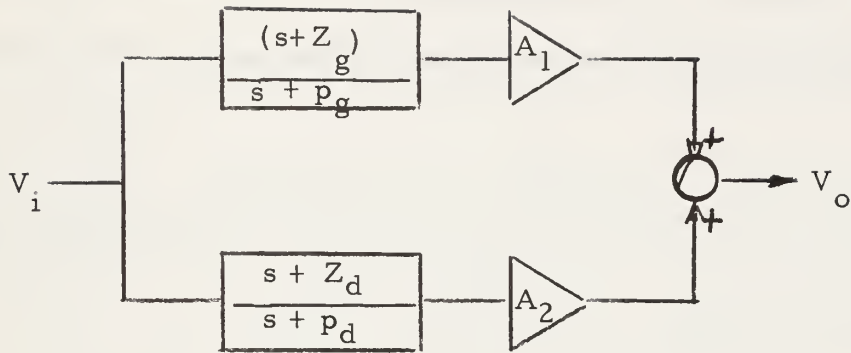 (s+ Z_g)
s + p_g
A_1
+
V_i
V_o
+
s + Z_d
s + p_d
A_2